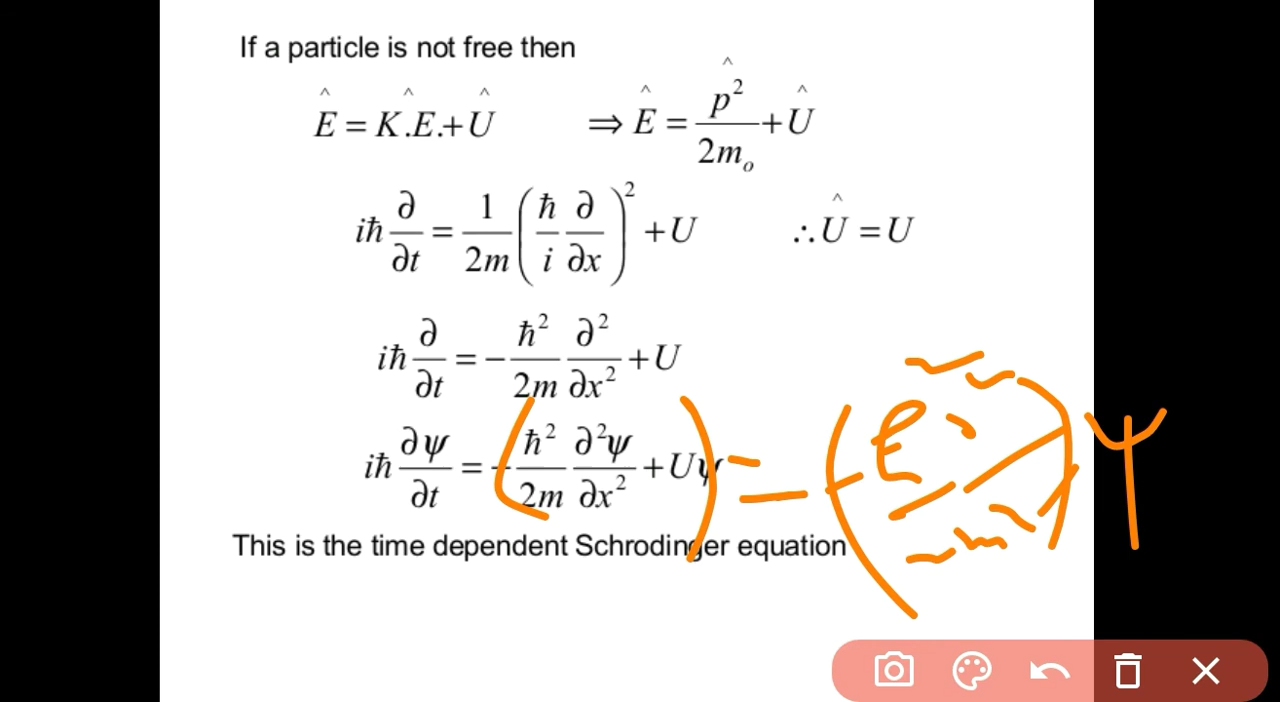 If a particle is not free then
Ê = K̂.E.+Û ⇒ Ê = p̂²/2mₒ + Û
iħ ∂/∂t = 1/2m (ħ/i ∂/∂x)² + U ∴ Û = U
iħ ∂/∂t = − ħ²/2m ∂²/∂x² + U
iħ ∂ψ/∂t = − ħ²/2m ∂²ψ/∂x² + Uψ = ( ) ψ
This is the time dependent Schrodinger equation